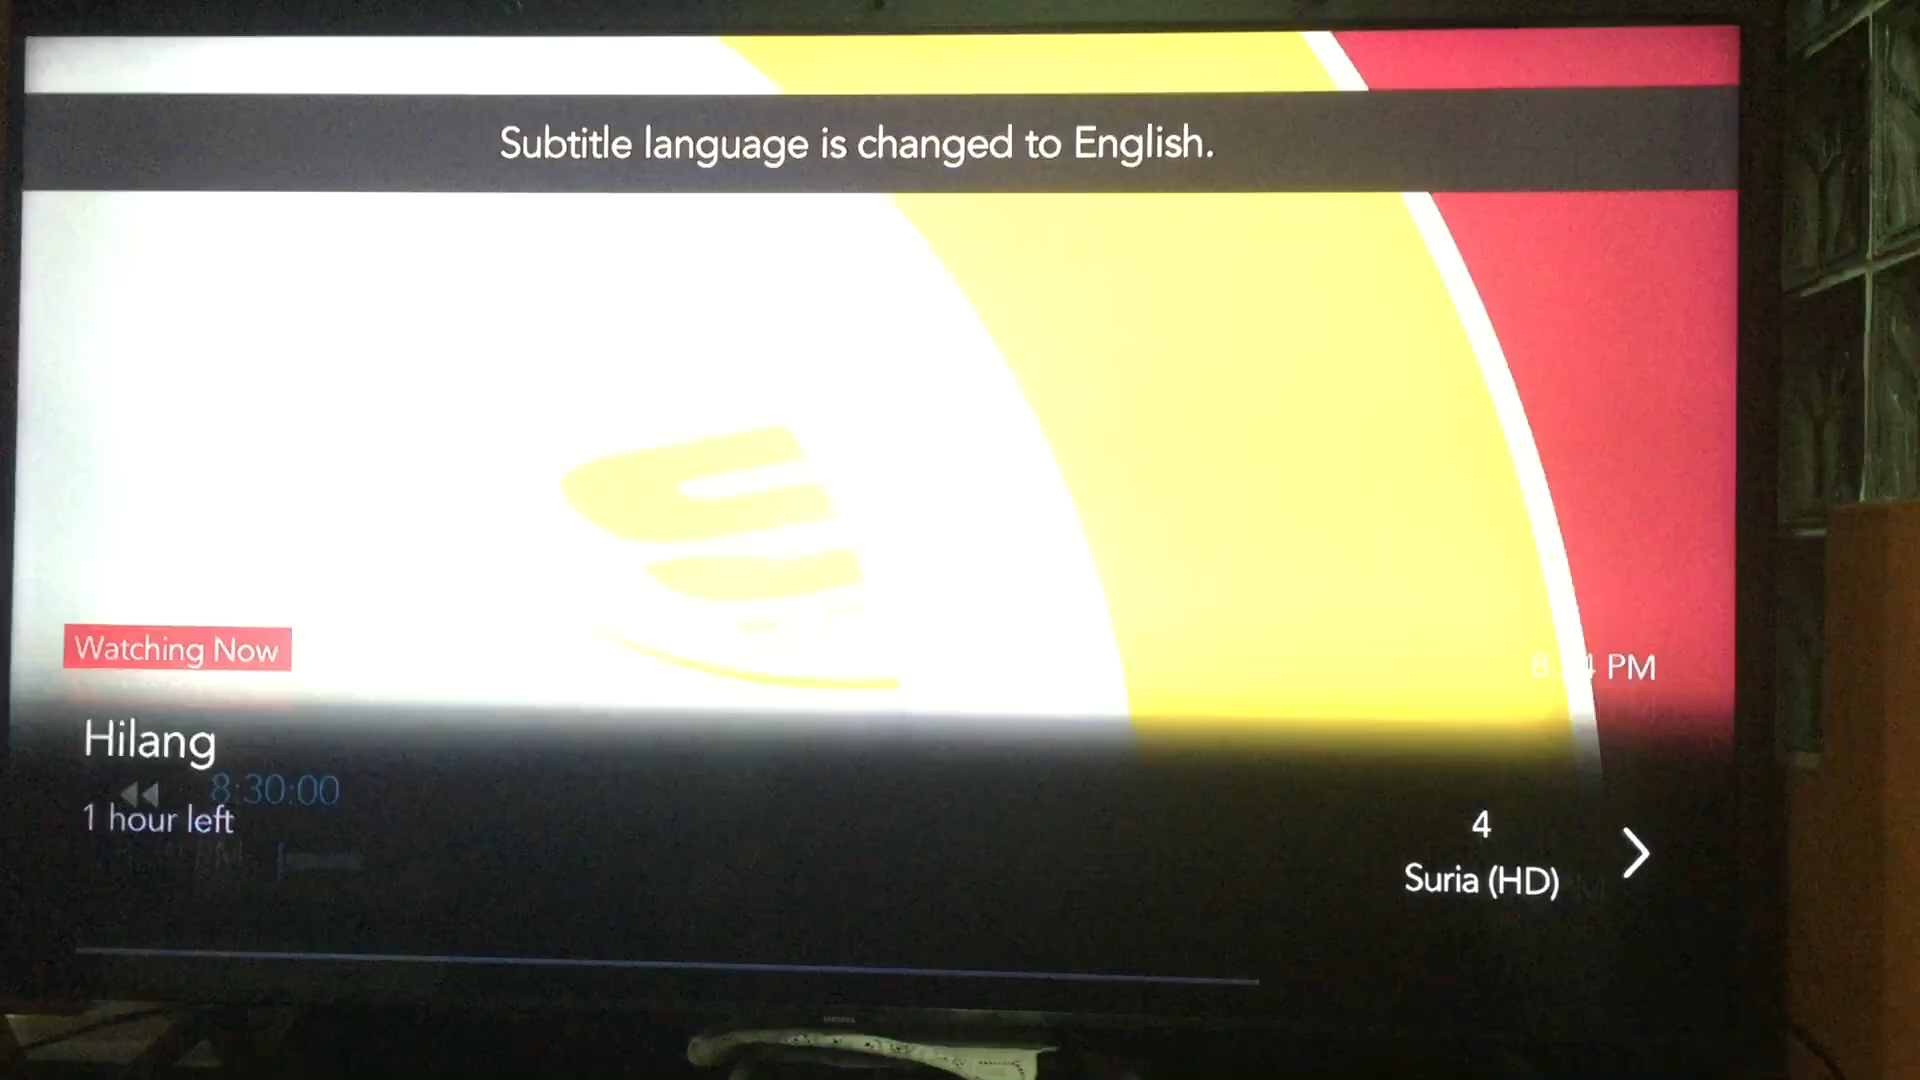 Subtitle language is changed to English.
Watching Now
PM
Hilang
8:30:00
1 hour left
4
Suria (HD)